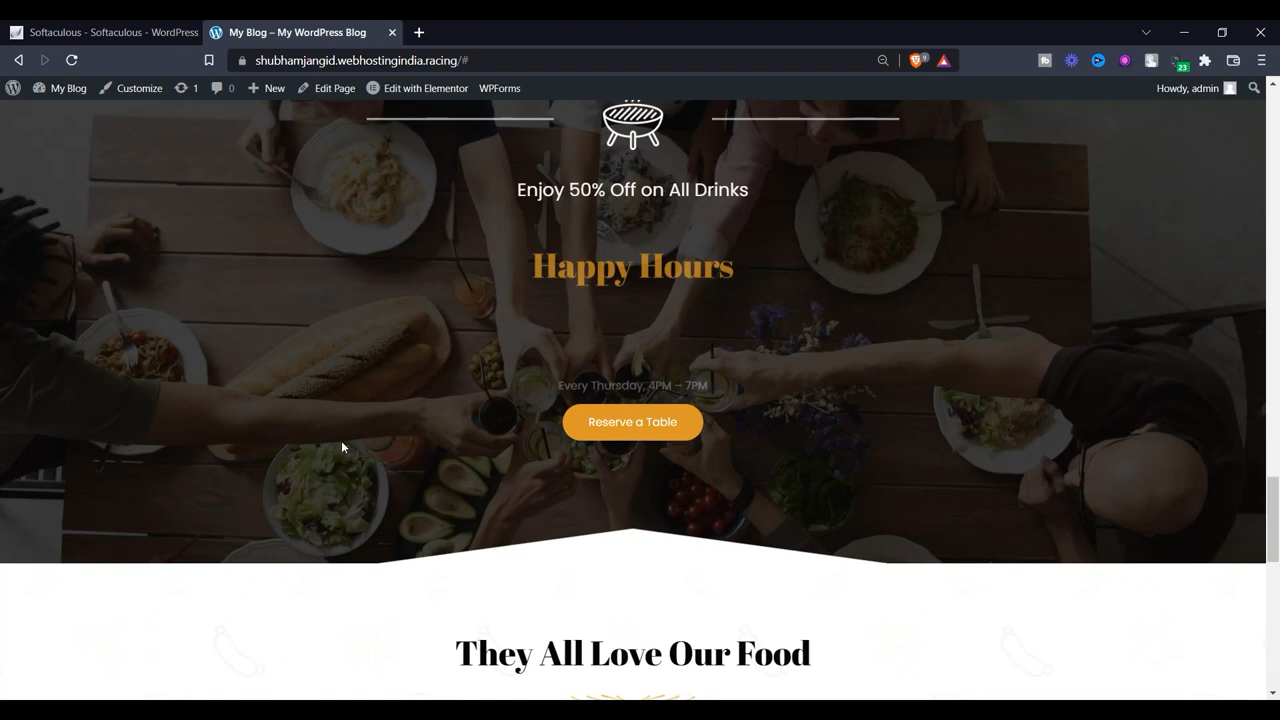 Softaculous - Softaculous - WordPress
My Blog – My WordPress Blog
shubhamjangid.webhostingindia.racing/#
9
23
My Blog
Customize
1
0
New
Edit Page
Edit with Elementor
WPForms
Howdy, admin
Enjoy 50% Off on All Drinks
Happy Hours
Every Thursday, 4PM – 7PM
Reserve a Table
They All Love Our Food